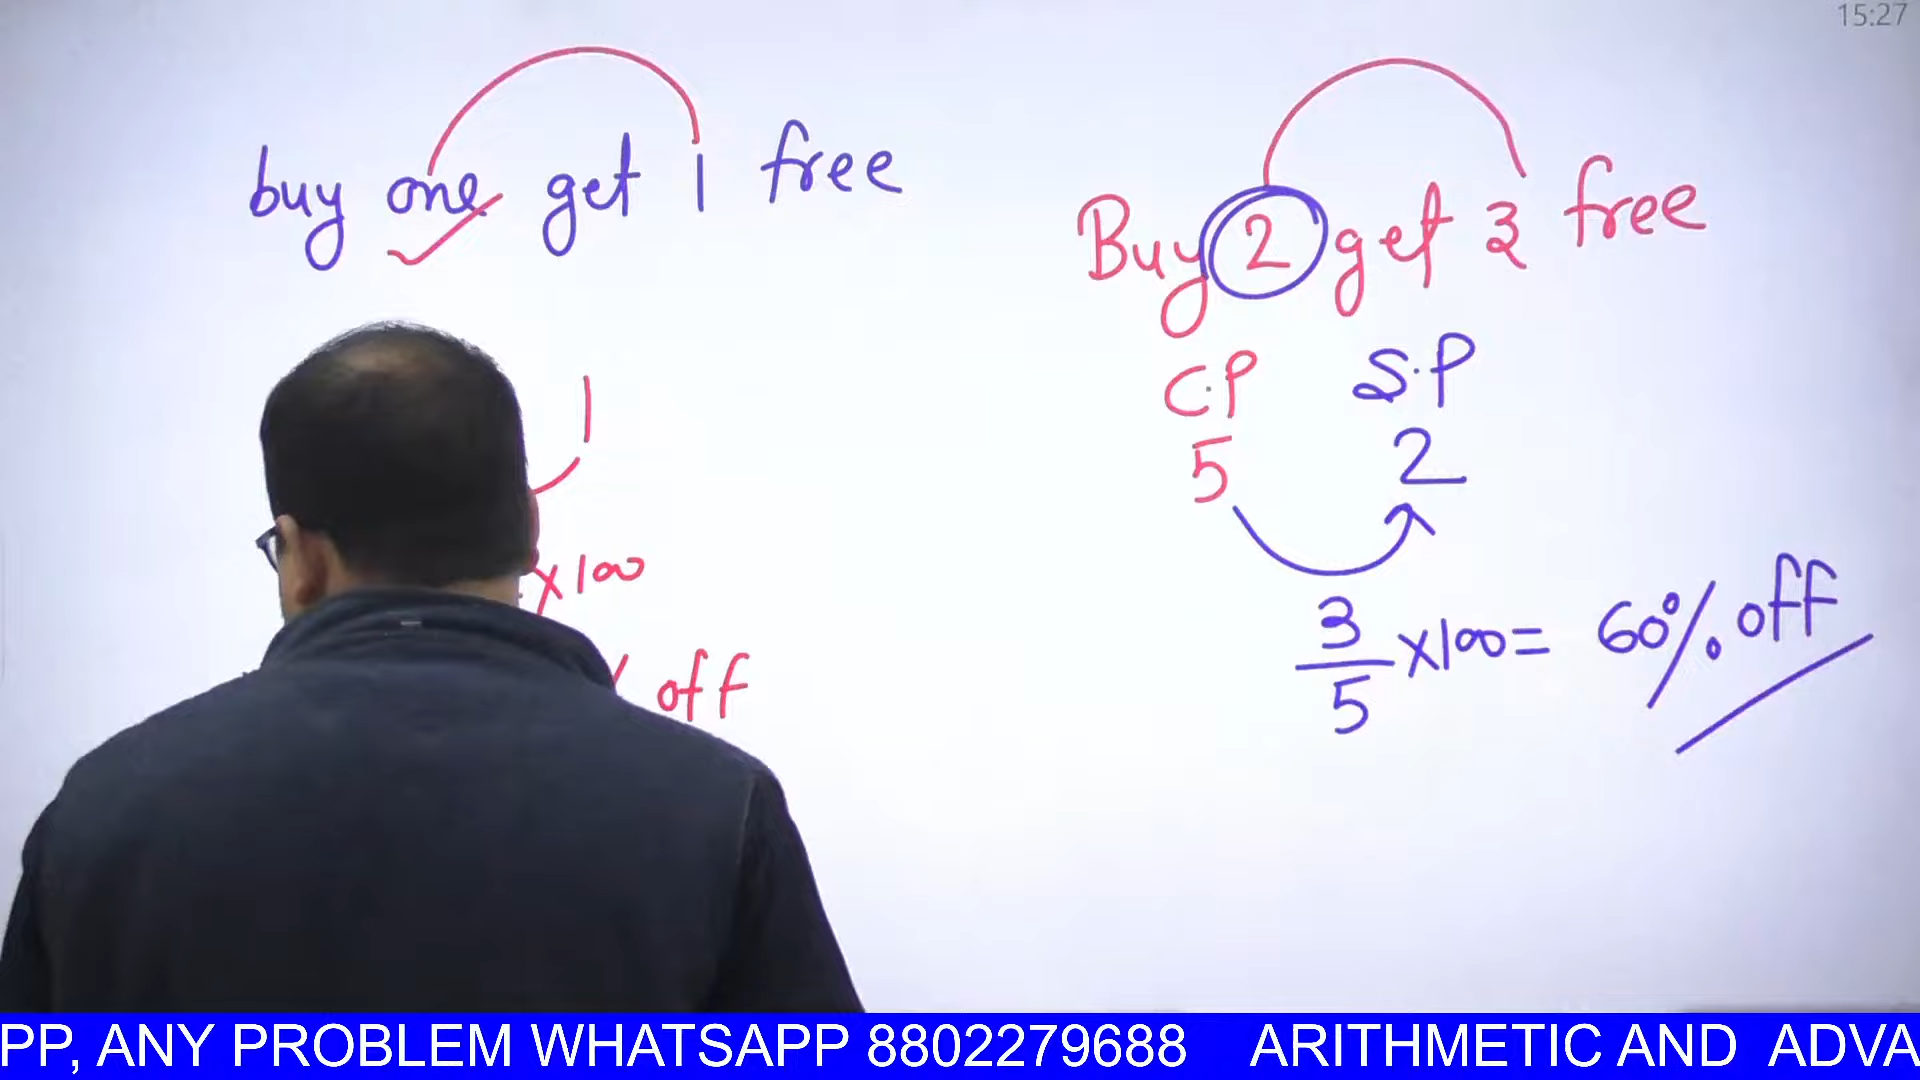 15:27
buy one get 1 free
1
x100
off
Buy 2 get 3 free
C.P S.P
5 2
3/5 x100 = 60% off
PP, ANY PROBLEM WHATSAPP 8802279688 ARITHMETIC AND ADVA